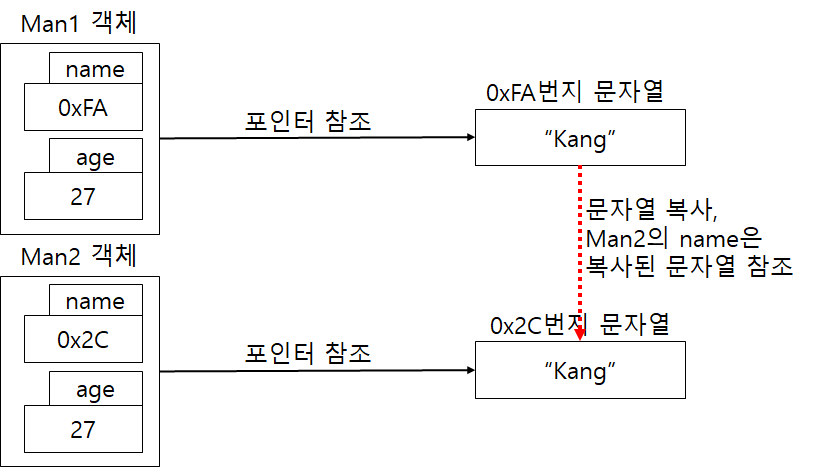 Man1 객체
name
0xFA
age
27
포인터 참조
0xFA번지 문자열
“Kang”
문자열 복사,
Man2의 name은
복사된 문자열 참조
Man2 객체
name
0x2C
age
27
포인터 참조
0x2C번지 문자열
“Kang”